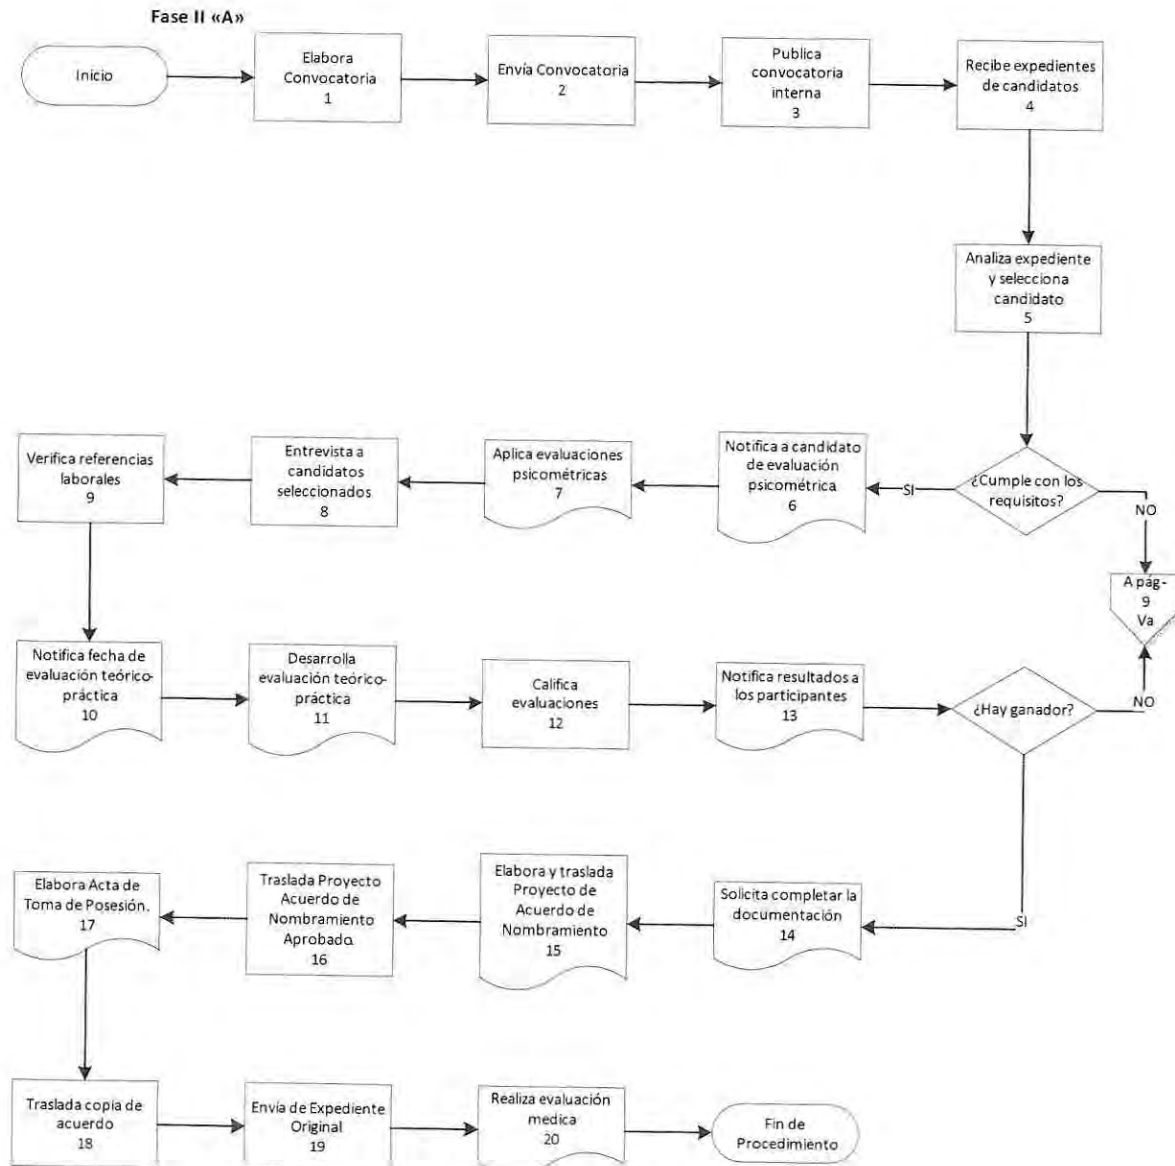 Fase II «A»
Inicio
Elabora
Convocatoria
1
Envía Convocatoria
2
Publica
convocatoria
interna
3
Recibe expedientes
de candidatos
4
Analiza expediente
y selecciona
candidato
5
¿Cumple con los
requisitos?
SI
NO
Notifica a candidato
de evaluación
psicométrica
6
Aplica evaluaciones
psicométricas
7
Entrevista a
candidatos
seleccionados
8
Verifica referencias
laborales
9
A pág-
9
Va
Notifica fecha de
evaluación teórico-
práctica
10
Desarrolla
evaluación teórico-
práctica
11
Califica
evaluaciones
12
Notifica resultados a
los participantes
13
¿Hay ganador?
NO
SI
Solicita completar la
documentación
14
Elabora y traslada
Proyecto de
Acuerdo de
Nombramiento
15
Traslada Proyecto
Acuerdo de
Nombramiento
Aprobado.
16
Elabora Acta de
Toma de Posesión.
17
Traslada copia de
acuerdo
18
Envía de Expediente
Original
19
Realiza evaluación
medica
20
Fin de
Procedimiento